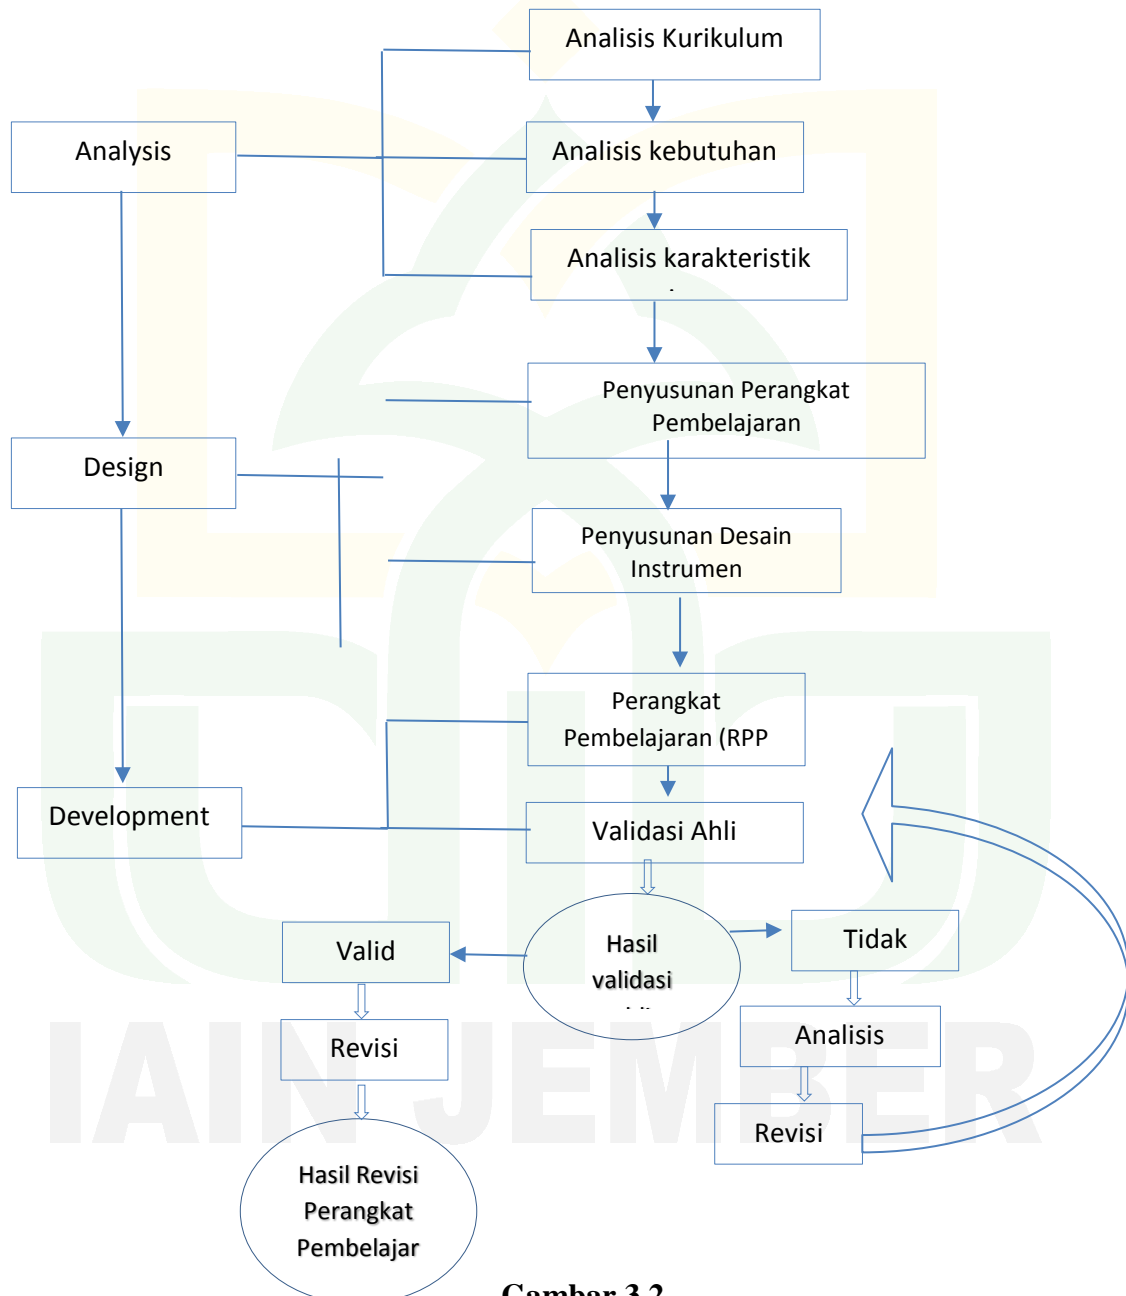 Analisis Kurikulum
Analysis
Analisis kebutuhan
Analisis karakteristik
Penyusunan Perangkat
Pembelajaran
Design
Penyusunan Desain
Instrumen
Perangkat
Pembelajaran (RPP
Development
Validasi Ahli
Valid
Hasil
validasi
Tidak
Revisi
Analisis
Revisi
Hasil Revisi
Perangkat
Pembelajar
IAIN JEMBER
Gambar 3.2